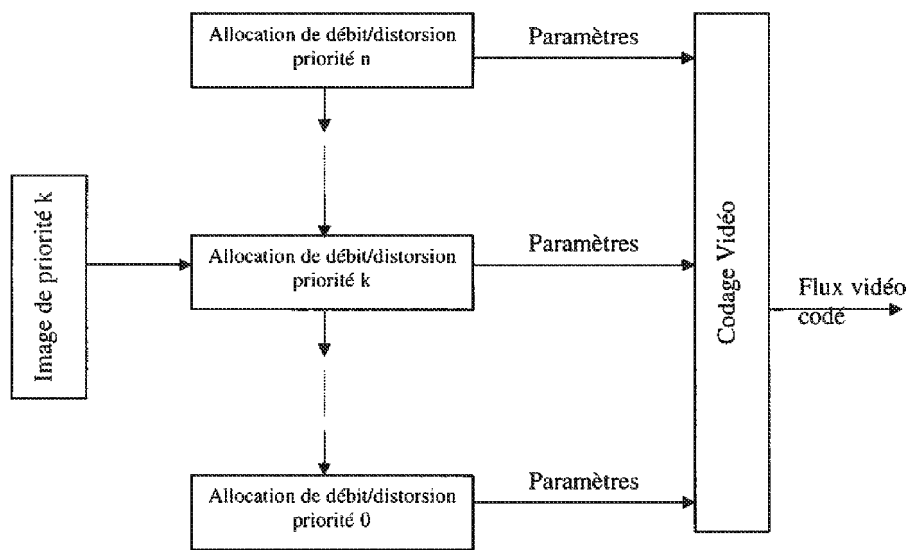 Allocation de débit/distorsion
priorité n
Paramètres
Image de priorité k
Allocation de débit/distorsion
priorité k
Paramètres
Codage Vidéo
Flux vidéo
codé
Allocation de débit/distorsion
priorité 0
Paramètres